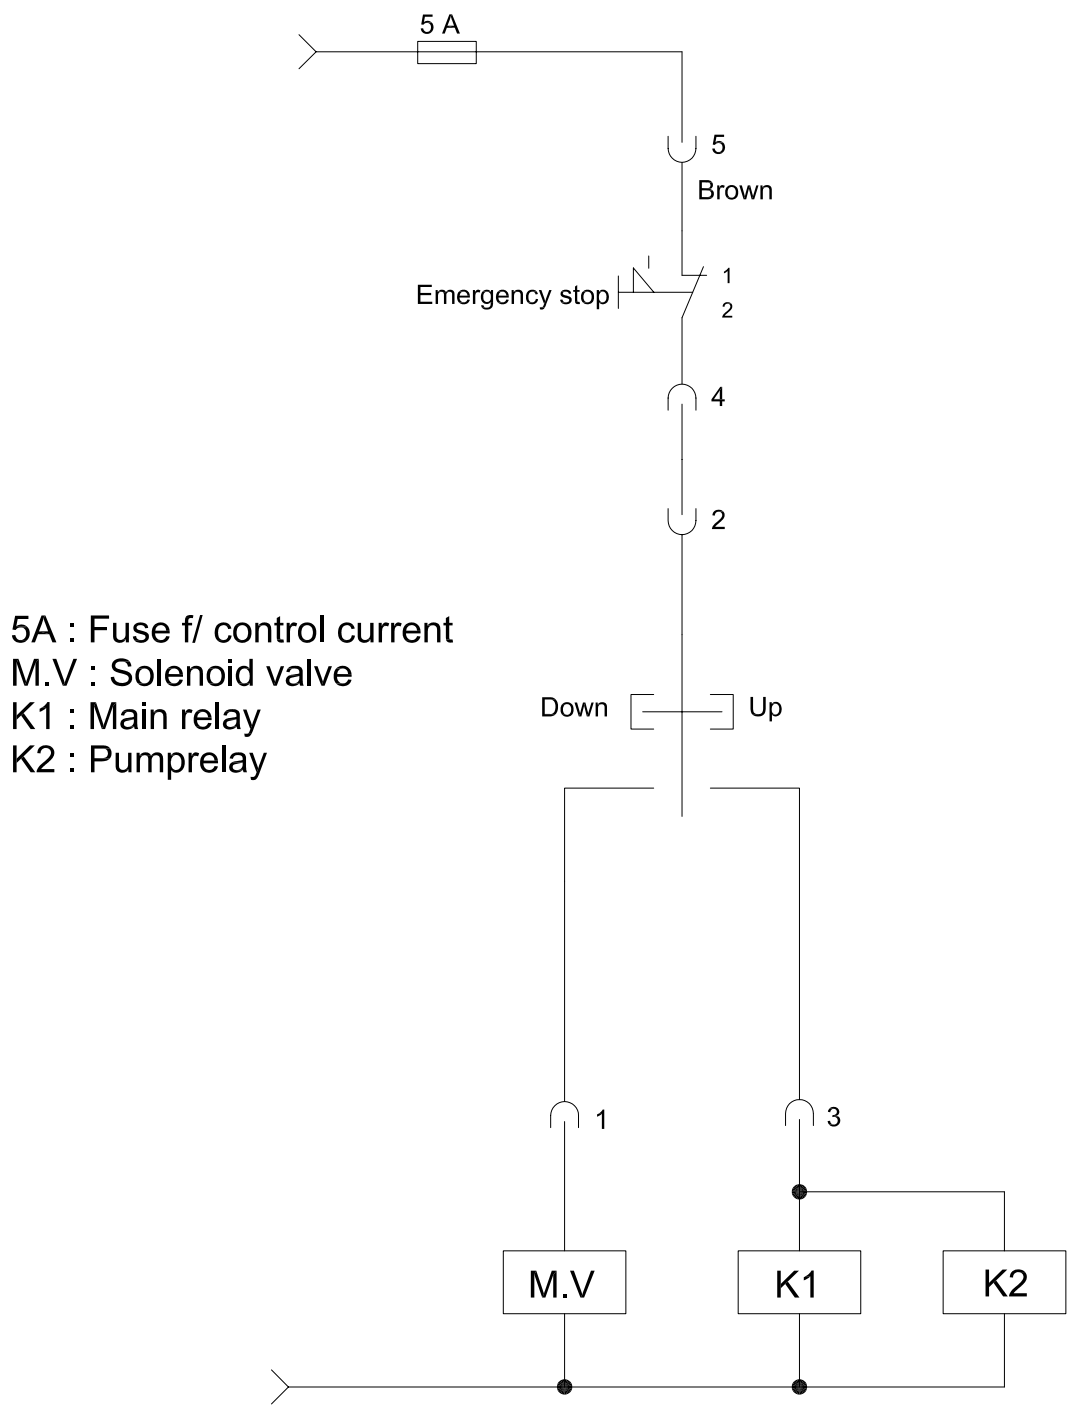 5 A
5
Brown
1
Emergency stop
2
4
2
5A : Fuse f/ control current
M.V : Solenoid valve
K1 : Main relay
K2 : Pumprelay
Down
Up
1
3
M.V
K1
K2